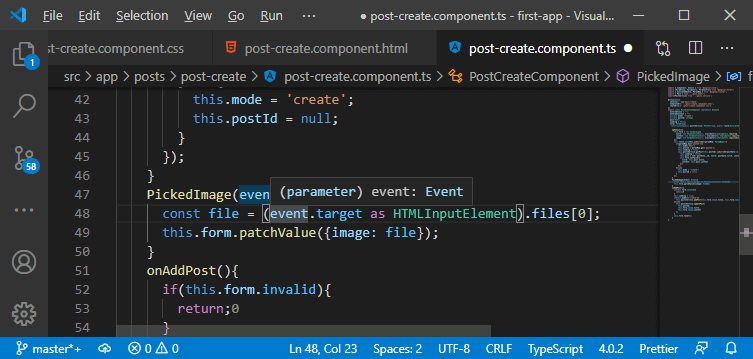 File Edit Selection View Go Run ··· ● post-create.component.ts - first-app - Visual...
st-create.component.css post-create.component.html post-create.component.ts ●
src > app > posts > post-create > post-create.component.ts > PostCreateComponent > PickedImage >
42 this.mode = 'create';
43 this.postId = null;
44 }
45 });
46 }
47 PickedImage(even
(parameter) event: Event
48 const file = (event.target as HTMLInputElement).files[0];
49 this.form.patchValue({image: file});
50 }
51 onAddPost(){
52 if(this.form.invalid){
53 return;0
54 }
1
58
master*+ 0 0 Ln 48, Col 23 Spaces: 2 UTF-8 CRLF TypeScript 4.0.2 Prettier